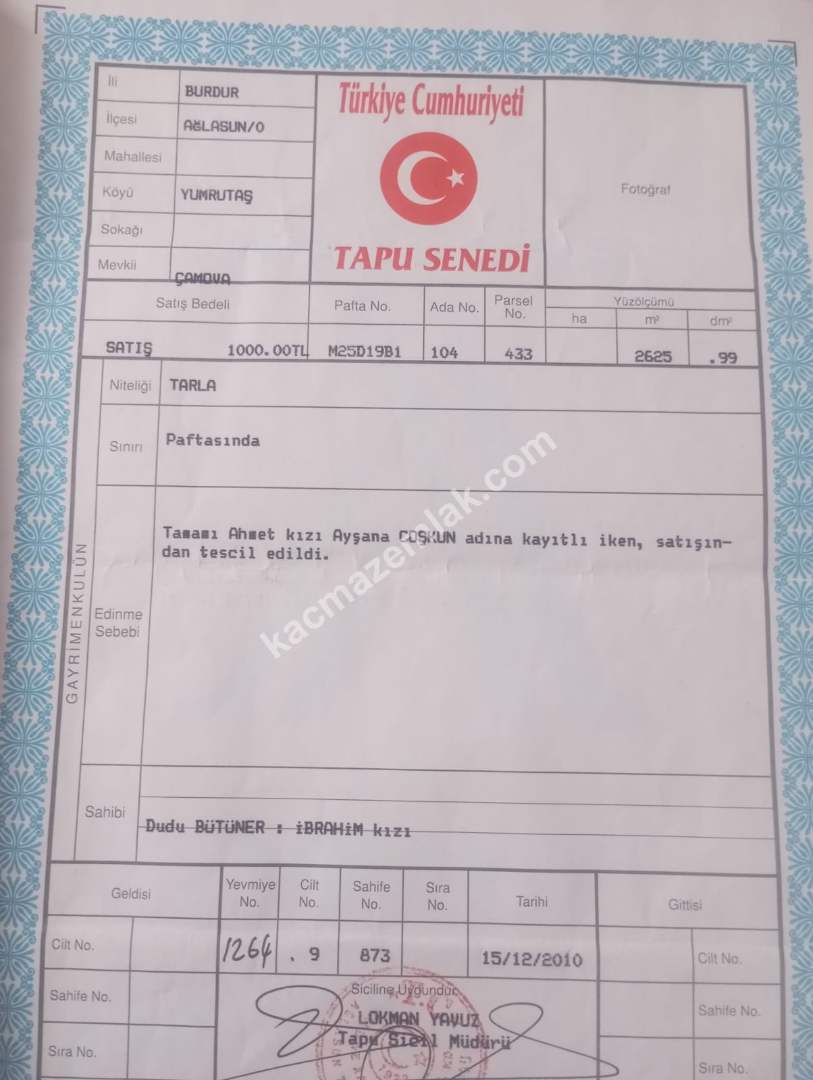 İli BURDUR
İlçesi AĞLASUN/O
Mahallesi
Köyü YUMRUTAŞ
Sokağı
Mevkii ÇAMOVA
Türkiye Cumhuriyeti
TAPU SENEDİ
Fotoğraf
Satış Bedeli Pafta No. Ada No. Parsel No. Yüzölçümü ha m² dm²
SATIŞ 1000.00TL M25D19B1 104 433 2625 .99
GAYRİMENKULÜN
Niteliği TARLA
Sınırı Paftasında
Edinme Sebebi
Tamamı Ahmet kızı Ayşana COŞKUN adına kayıtlı iken, satışın-
dan tescil edildi.
kacmazemlak.com
Sahibi Dudu BÜTÜNER : İBRAHİM kızı
Geldisi Yevmiye No. Cilt No. Sahife No. Sıra No. Tarihi Gittisi
Cilt No. 1264 . 9 873 15/12/2010 Cilt No.
Sahife No. Siciline Uygundur. Sahife No.
LOKMAN YAVUZ
Tapu Sicil Müdürü
Sıra No. Sıra No.